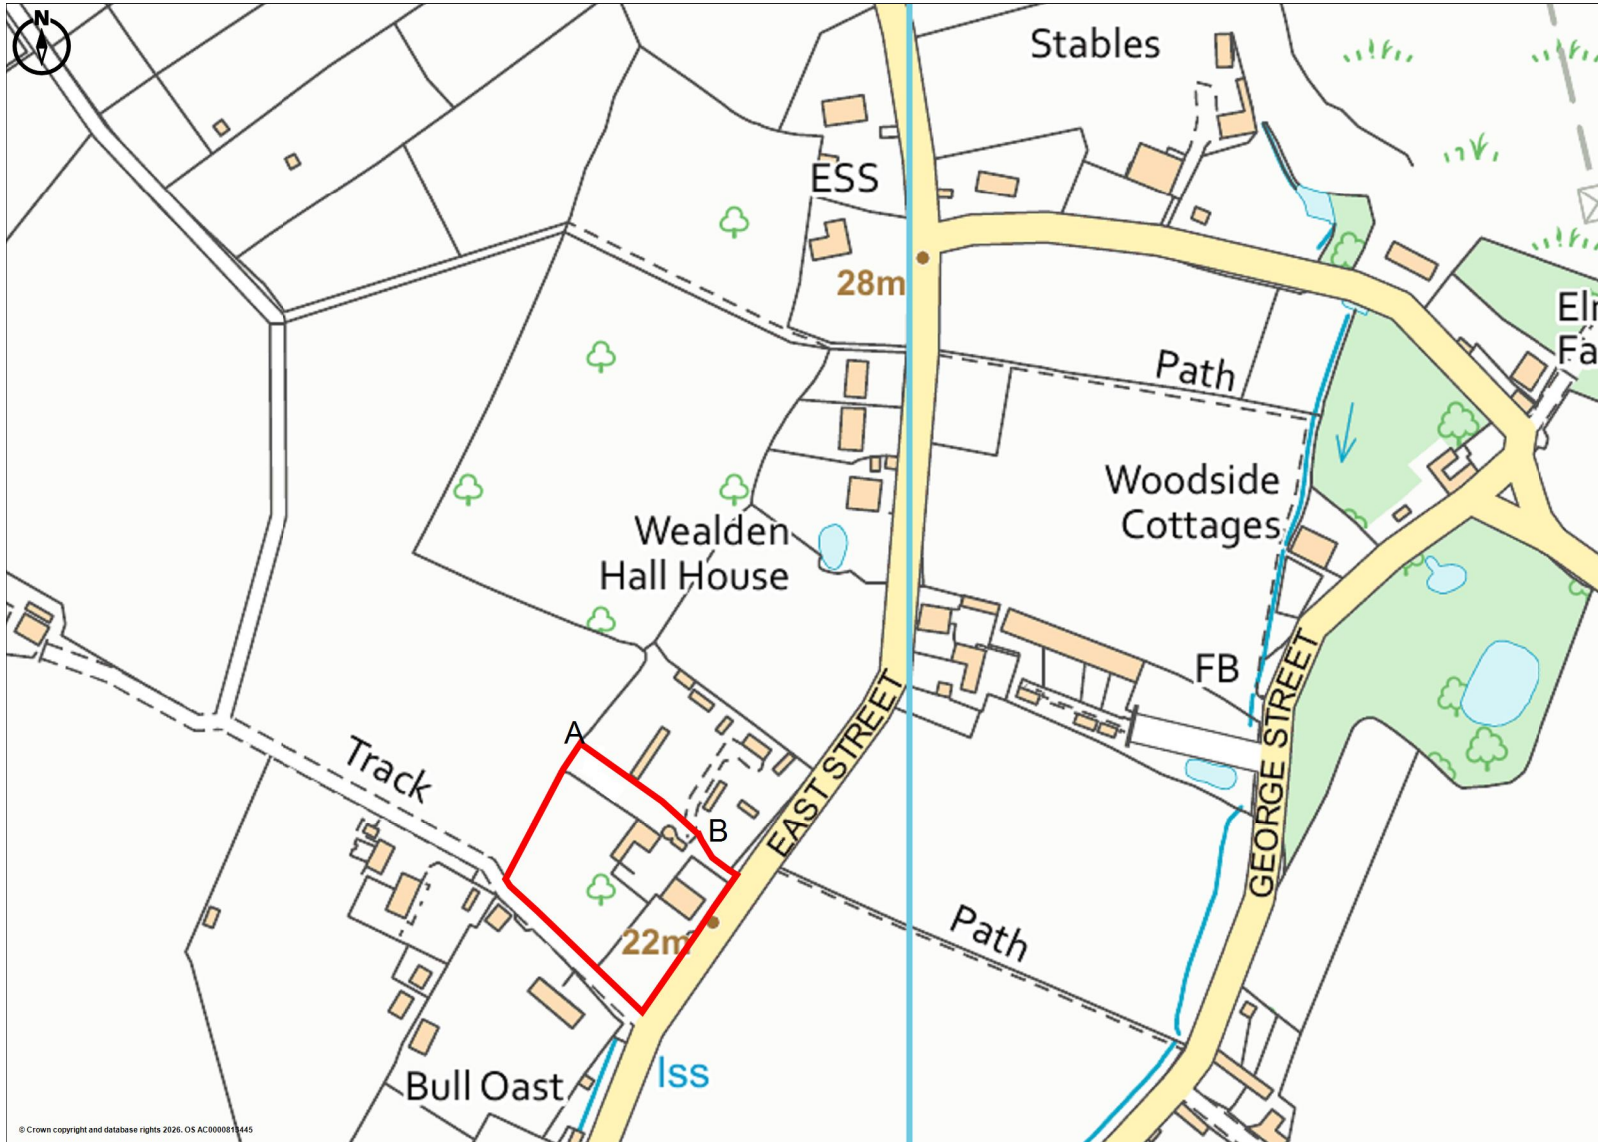 N
Stables
ESS
28m
Path
Woodside
Cottages
Wealden
Hall House
FB
EAST STREET
GEORGE STREET
A
Track
B
22m
Path
Iss
Bull Oast